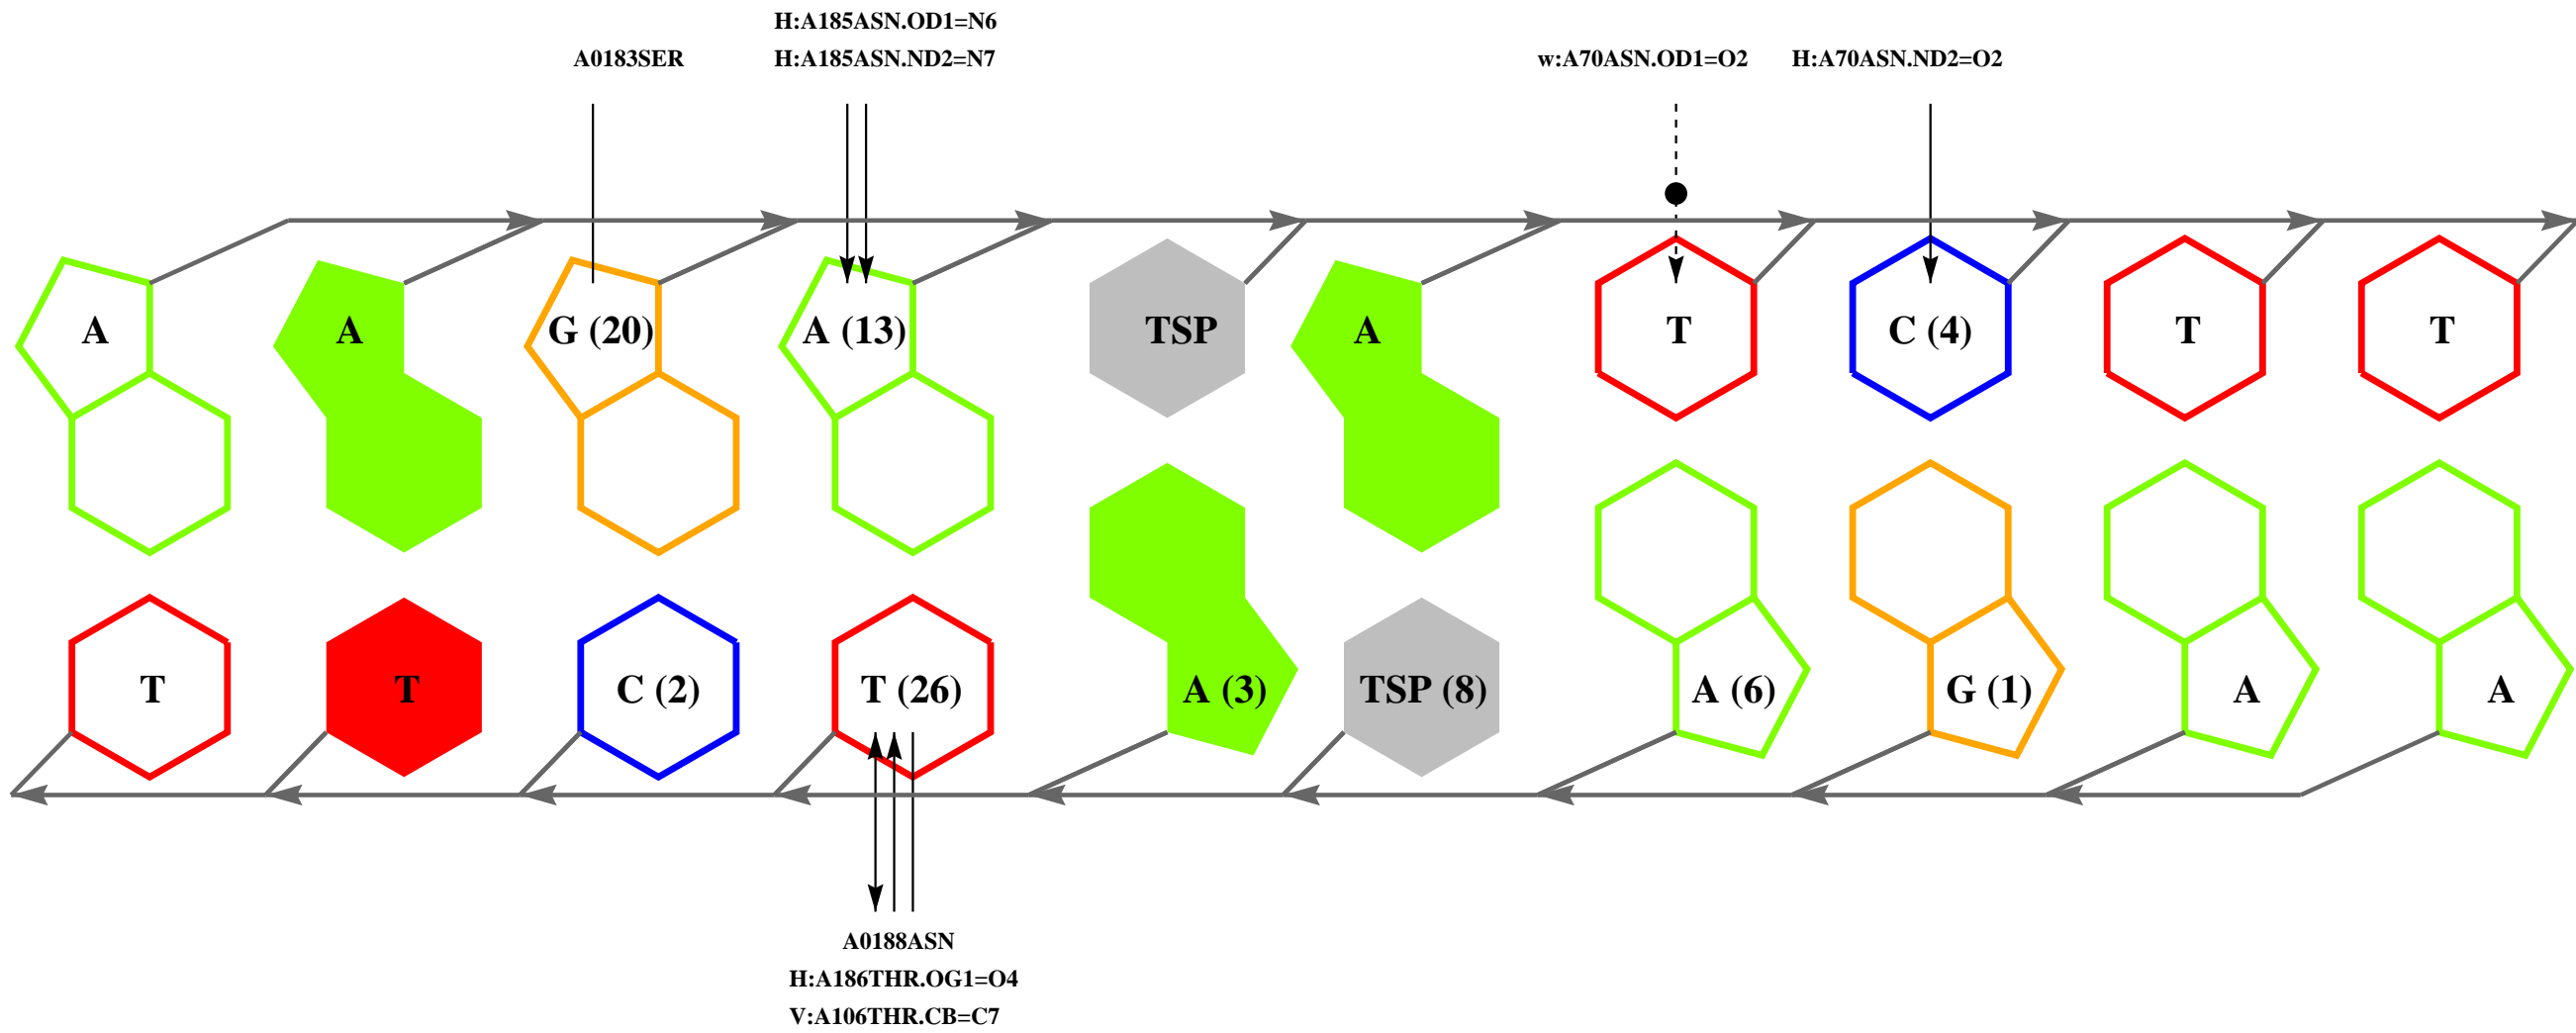 H:A185ASN.OD1=N6
A0183SER H:A185ASN.ND2=N7 w:A70ASN.OD1=O2 H:A70ASN.ND2=O2
A A G (20) A (13) TSP A T C (4) T T
T T C (2) T (26) A (3) TSP (8) A (6) G (1) A A
A0188ASN
H:A186THR.OG1=O4
V:A106THR.CB=C7